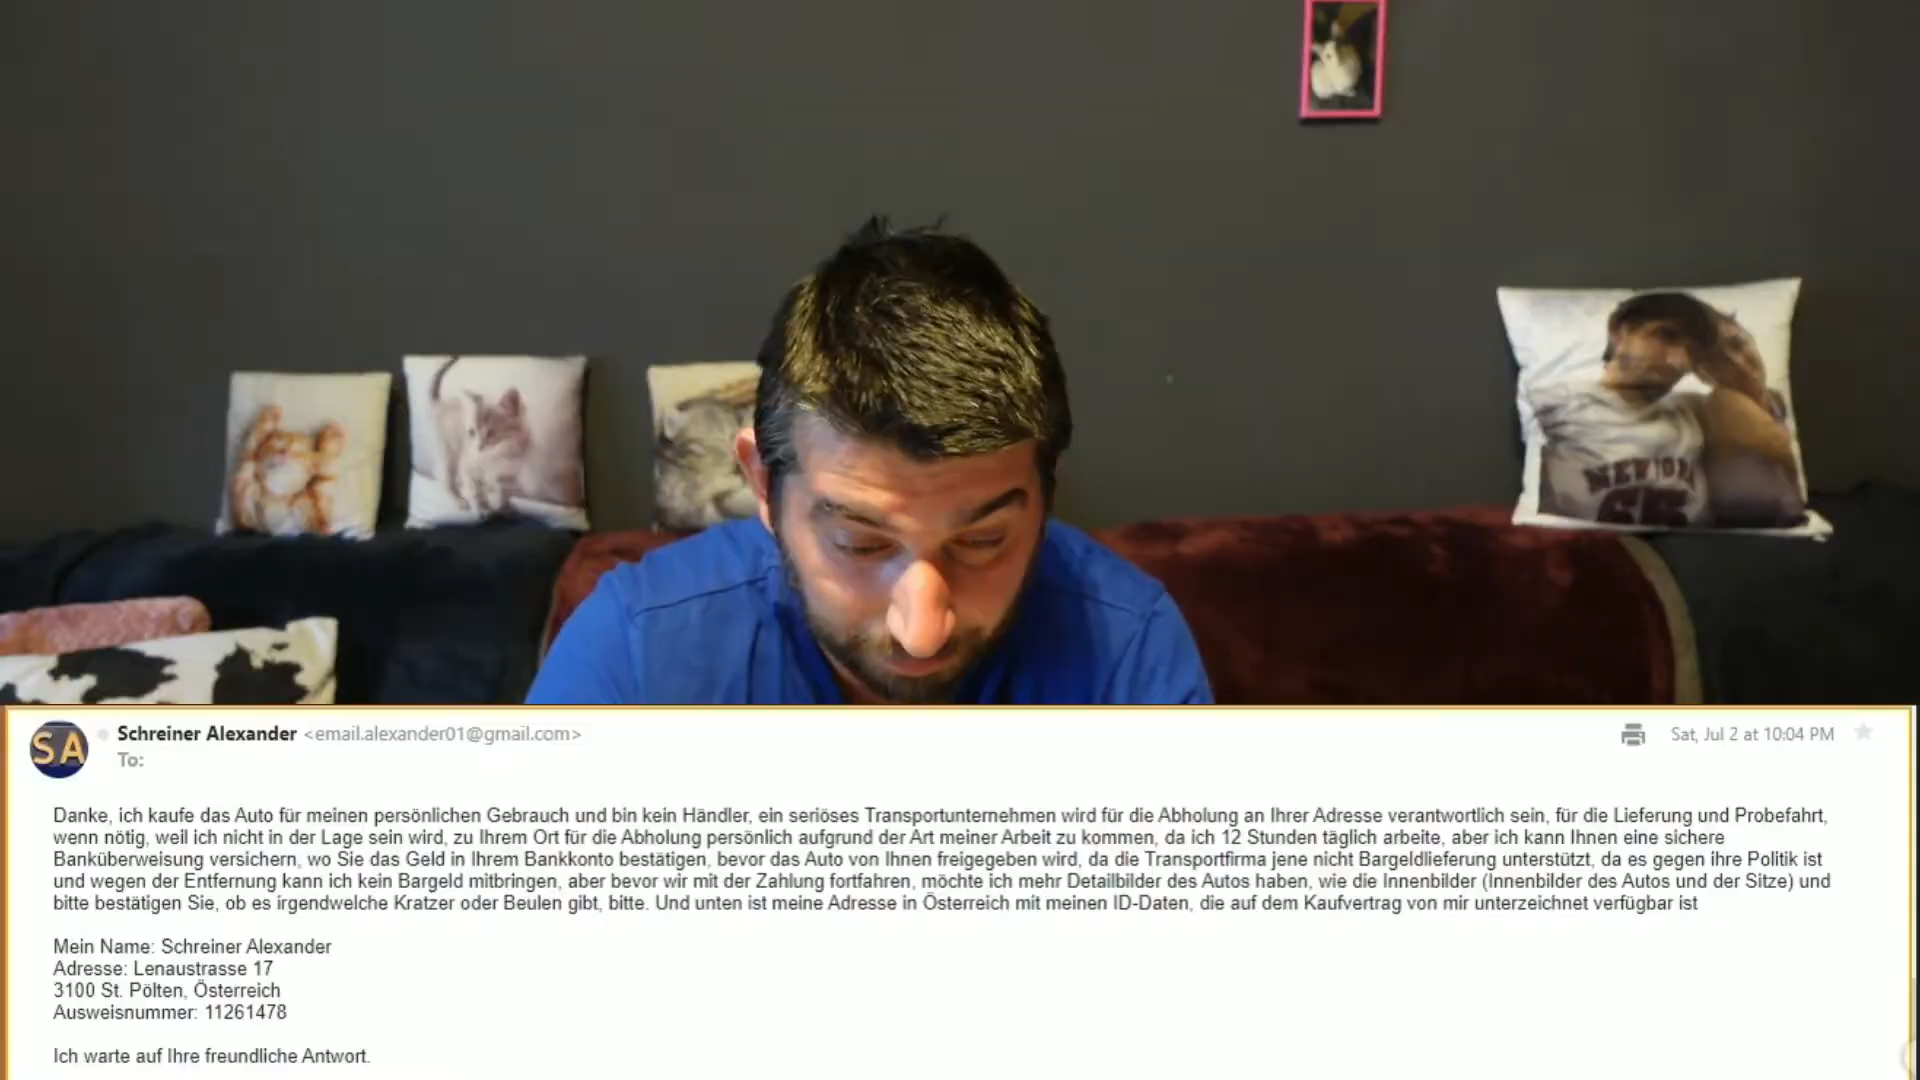 NEW YORK
65
SA
Schreiner Alexander <email.alexander01@gmail.com>
Sat, Jul 2 at 10:04 PM
To:
Danke, ich kaufe das Auto für meinen persönlichen Gebrauch und bin kein Händler, ein seriöses Transportunternehmen wird für die Abholung an Ihrer Adresse verantwortlich sein, für die Lieferung und Probefahrt,
wenn nötig, weil ich nicht in der Lage sein wird, zu Ihrem Ort für die Abholung persönlich aufgrund der Art meiner Arbeit zu kommen, da ich 12 Stunden täglich arbeite, aber ich kann Ihnen eine sichere
Banküberweisung versichern, wo Sie das Geld in Ihrem Bankkonto bestätigen, bevor das Auto von Ihnen freigegeben wird, da die Transportfirma jene nicht Bargeldlieferung unterstützt, da es gegen ihre Politik ist
und wegen der Entfernung kann ich kein Bargeld mitbringen, aber bevor wir mit der Zahlung fortfahren, möchte ich mehr Detailbilder des Autos haben, wie die Innenbilder (Innenbilder des Autos und der Sitze) und
bitte bestätigen Sie, ob es irgendwelche Kratzer oder Beulen gibt, bitte. Und unten ist meine Adresse in Österreich mit meinen ID-Daten, die auf dem Kaufvertrag von mir unterzeichnet verfügbar ist
Mein Name: Schreiner Alexander
Adresse: Lenaustrasse 17
3100 St. Pölten, Österreich
Ausweisnummer: 11261478
Ich warte auf Ihre freundliche Antwort.